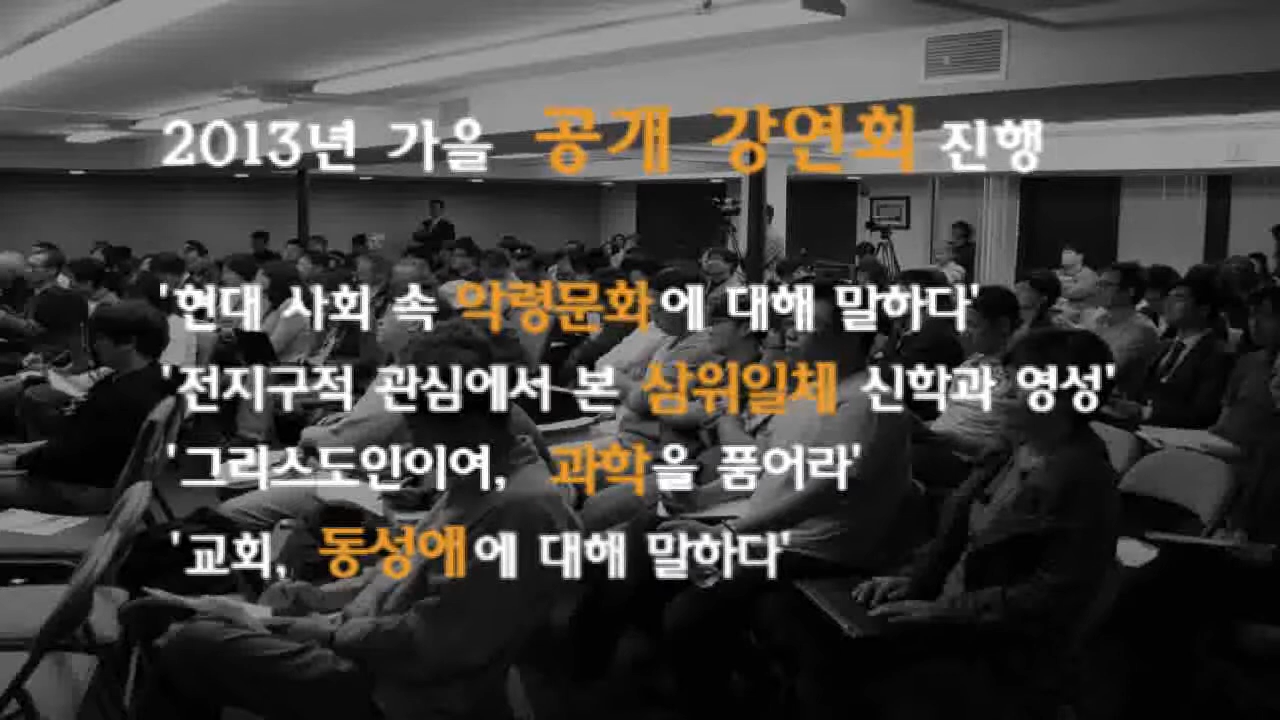 2013년 가을 공개 강연회 진행
'현대 사회 속 악령문화에 대해 말하다'
'전지구적 관심에서 본 삼위일체 신학과 영성'
'그리스도인이여, 과학을 품어라'
'교회, 동성애에 대해 말하다'